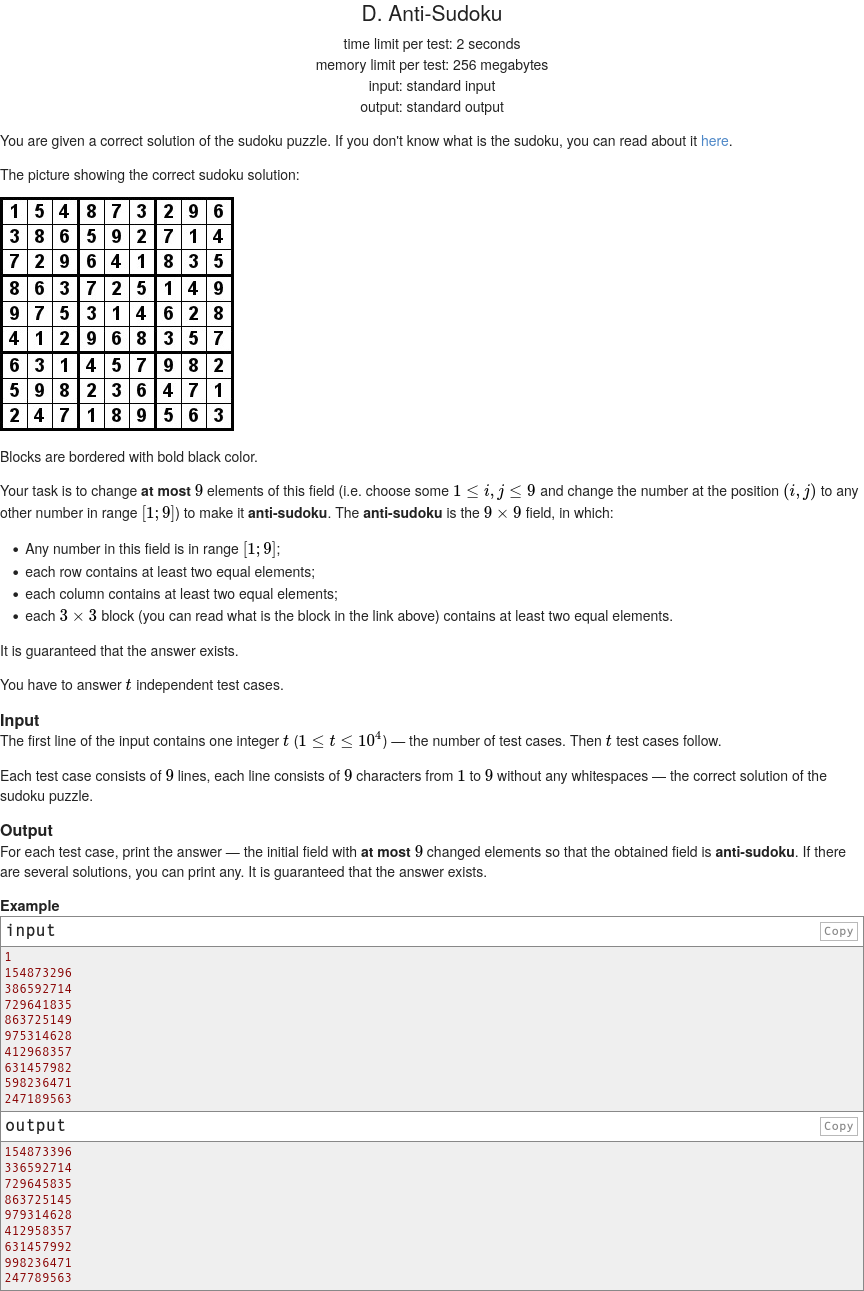 D. Anti-Sudoku
time limit per test: 2 seconds
memory limit per test: 256 megabytes
input: standard input
output: standard output
You are given a correct solution of the sudoku puzzle. If you don't know what is the sudoku, you can read about it here.
The picture showing the correct sudoku solution:
1 5 4 8 7 3 2 9 6
3 8 6 5 9 2 7 1 4
7 2 9 6 4 1 8 3 5
8 6 3 7 2 5 1 4 9
9 7 5 3 1 4 6 2 8
4 1 2 9 6 8 3 5 7
6 3 1 4 5 7 9 8 2
5 9 8 2 3 6 4 7 1
2 4 7 1 8 9 5 6 3
Blocks are bordered with bold black color.
Your task is to change at most 9 elements of this field (i.e. choose some 1 ≤ i, j ≤ 9 and change the number at the position (i, j) to any
other number in range [1; 9]) to make it anti-sudoku. The anti-sudoku is the 9 × 9 field, in which:
• Any number in this field is in range [1; 9];
• each row contains at least two equal elements;
• each column contains at least two equal elements;
• each 3 × 3 block (you can read what is the block in the link above) contains at least two equal elements.
It is guaranteed that the answer exists.
You have to answer t independent test cases.
Input
The first line of the input contains one integer t (1 ≤ t ≤ 10⁴) — the number of test cases. Then t test cases follow.
Each test case consists of 9 lines, each line consists of 9 characters from 1 to 9 without any whitespaces — the correct solution of the
sudoku puzzle.
Output
For each test case, print the answer — the initial field with at most 9 changed elements so that the obtained field is anti-sudoku. If there
are several solutions, you can print any. It is guaranteed that the answer exists.
Example
input Copy
1
154873296
386592714
729641835
863725149
975314628
412968357
631457982
598236471
247189563
output Copy
154873396
336592714
729645835
863725145
979314628
412958357
631457992
998236471
247789563